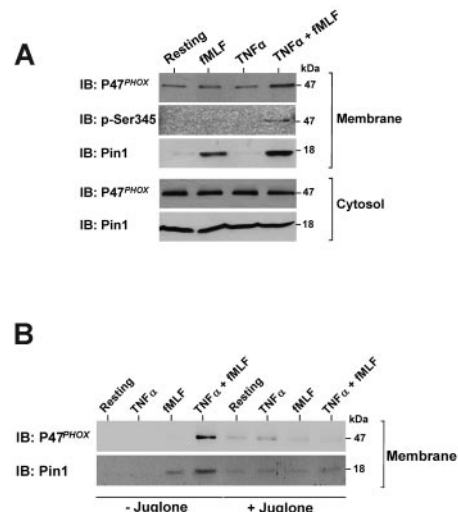 A
Resting fMLF TNFα TNFα + fMLF
kDa
IB: P47PHOX 47
IB: p-Ser345 47 Membrane
IB: Pin1 18
IB: P47PHOX 47
Cytosol
IB: Pin1 18
B
Resting TNFα fMLF TNFα + fMLF Resting TNFα fMLF TNFα + fMLF
kDa
IB: P47PHOX 47
Membrane
IB: Pin1 18
- Juglone + Juglone